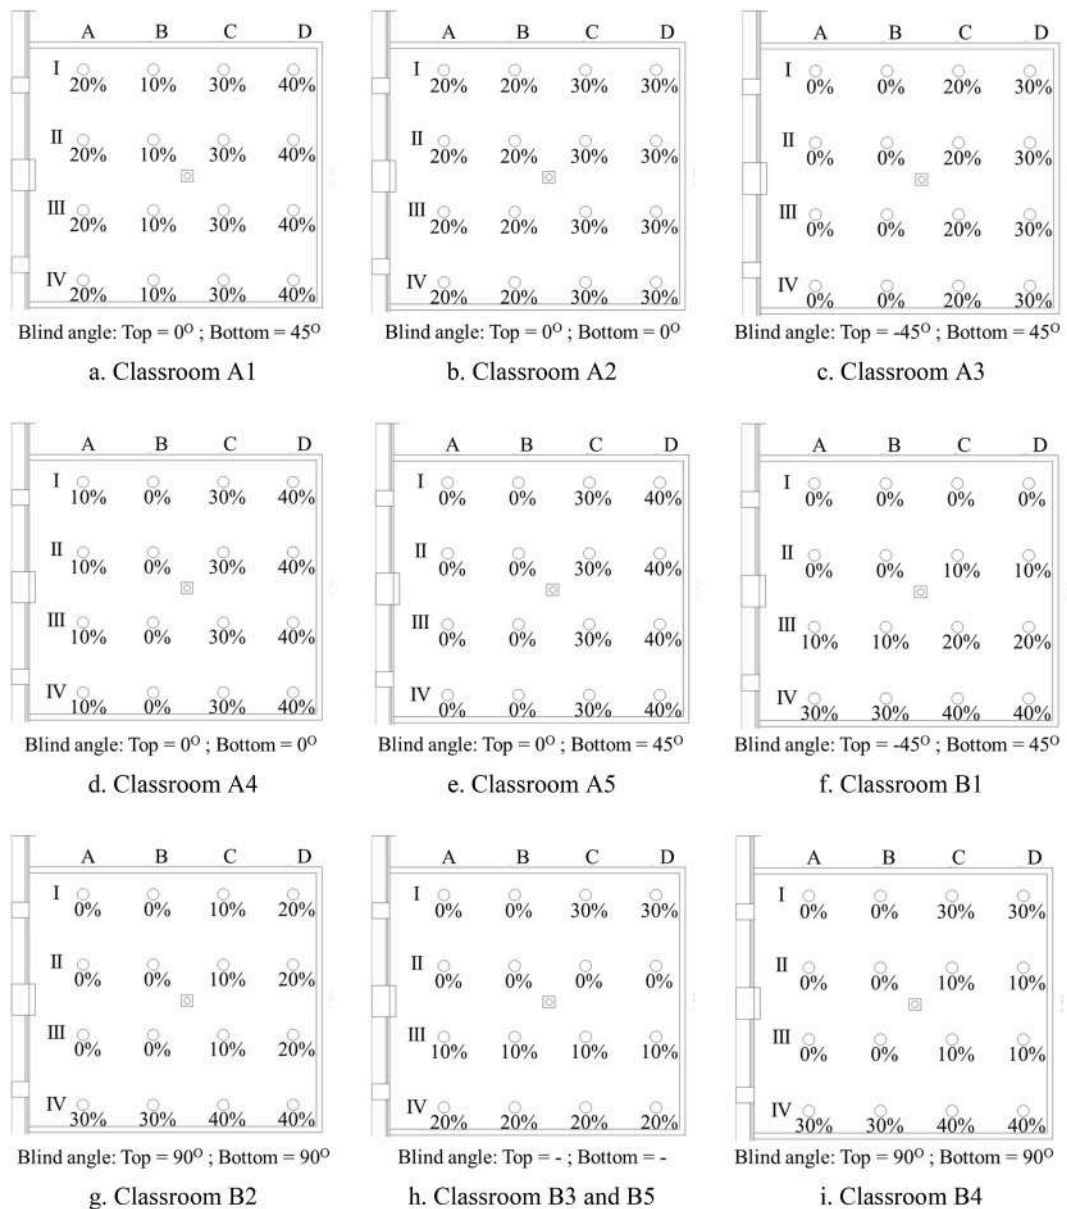 A B C D
I
20% 10% 30% 40%
II
20% 10% 30% 40%
III
20% 10% 30% 40%
IV
20% 10% 30% 40%
Blind angle: Top = 0° ; Bottom = 45°
a. Classroom A1
A B C D
I
20% 20% 30% 30%
II
20% 20% 30% 30%
III
20% 20% 30% 30%
IV
20% 20% 30% 30%
Blind angle: Top = 0° ; Bottom = 0°
b. Classroom A2
A B C D
I
0% 0% 20% 30%
II
0% 0% 20% 30%
III
0% 0% 20% 30%
IV
0% 0% 20% 30%
Blind angle: Top = -45° ; Bottom = 45°
c. Classroom A3
A B C D
I
10% 0% 30% 40%
II
10% 0% 30% 40%
III
10% 0% 30% 40%
IV
10% 0% 30% 40%
Blind angle: Top = 0° ; Bottom = 0°
d. Classroom A4
A B C D
I
0% 0% 30% 40%
II
0% 0% 30% 40%
III
0% 0% 30% 40%
IV
0% 0% 30% 40%
Blind angle: Top = 0° ; Bottom = 45°
e. Classroom A5
A B C D
I
0% 0% 0% 0%
II
0% 0% 10% 10%
III
10% 10% 20% 20%
IV
30% 30% 40% 40%
Blind angle: Top = -45° ; Bottom = 45°
f. Classroom B1
A B C D
I
0% 0% 10% 20%
II
0% 0% 10% 20%
III
0% 0% 10% 20%
IV
30% 30% 40% 40%
Blind angle: Top = 90° ; Bottom = 90°
g. Classroom B2
A B C D
I
0% 0% 30% 30%
II
0% 0% 0% 0%
III
10% 10% 10% 10%
IV
20% 20% 20% 20%
Blind angle: Top = - ; Bottom = -
h. Classroom B3 and B5
A B C D
I
0% 0% 30% 30%
II
0% 0% 10% 10%
III
0% 0% 10% 10%
IV
30% 30% 40% 40%
Blind angle: Top = 90° ; Bottom = 90°
i. Classroom B4